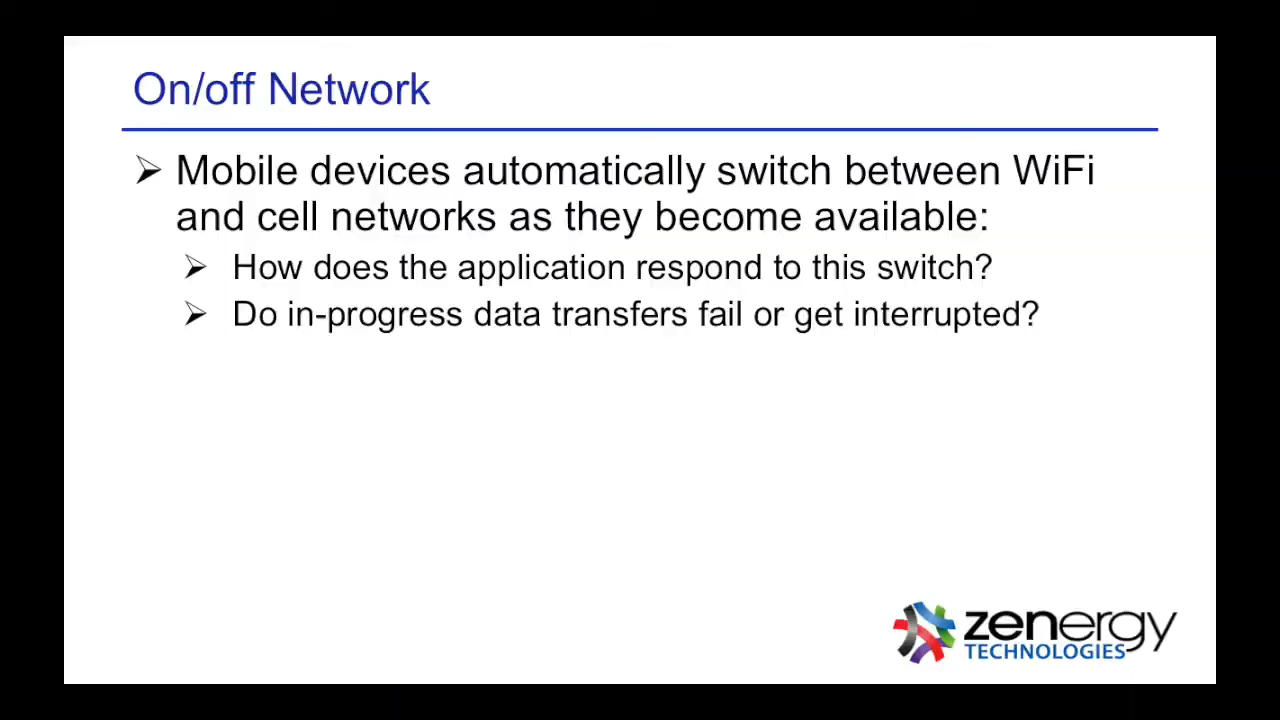 On/off Network
Mobile devices automatically switch between WiFi
and cell networks as they become available:
How does the application respond to this switch?
Do in-progress data transfers fail or get interrupted?
zenergy
TECHNOLOGIES